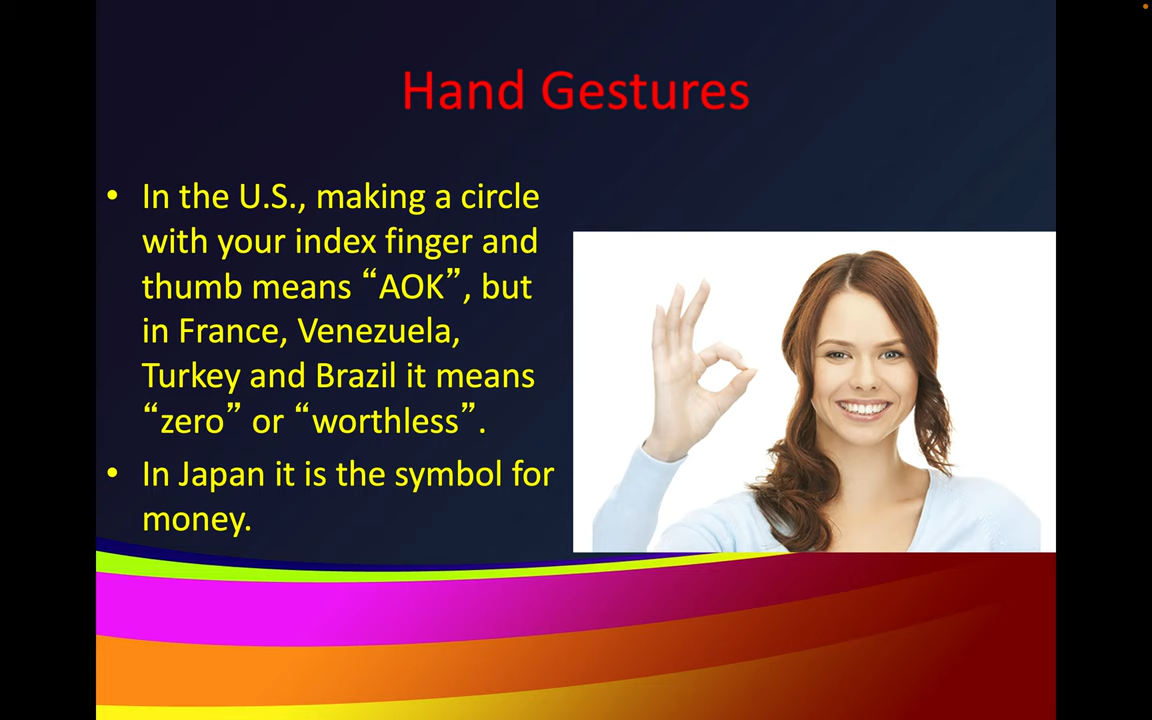 Hand Gestures
• In the U.S., making a circle
with your index finger and
thumb means “AOK”, but
in France, Venezuela,
Turkey and Brazil it means
“zero” or “worthless”.
• In Japan it is the symbol for
money.